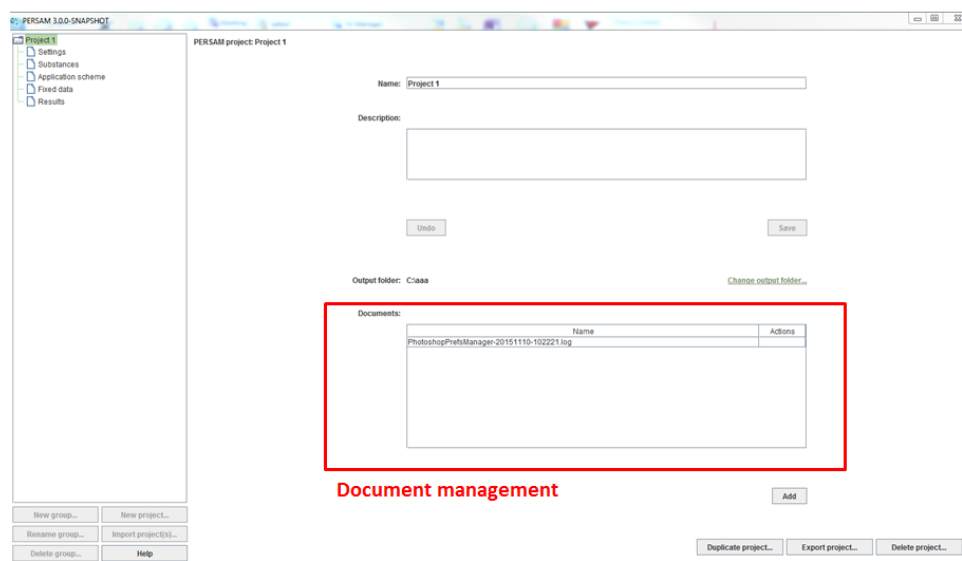 PERSAM 3.0.0-SNAPSHOT
Project 1
Settings
Substances
Application scheme
Fixed data
Results
PERSAM project: Project 1
Name: Project 1
Description:
Undo Save
Output folder: C:\aaa Change output folder...
Documents:
Name Actions
PhotoshopPrefsManager-20151110-102221.log
Document management
Add
New group... New project...
Rename group... Import project(s)...
Delete group... Help
Duplicate project... Export project... Delete project...